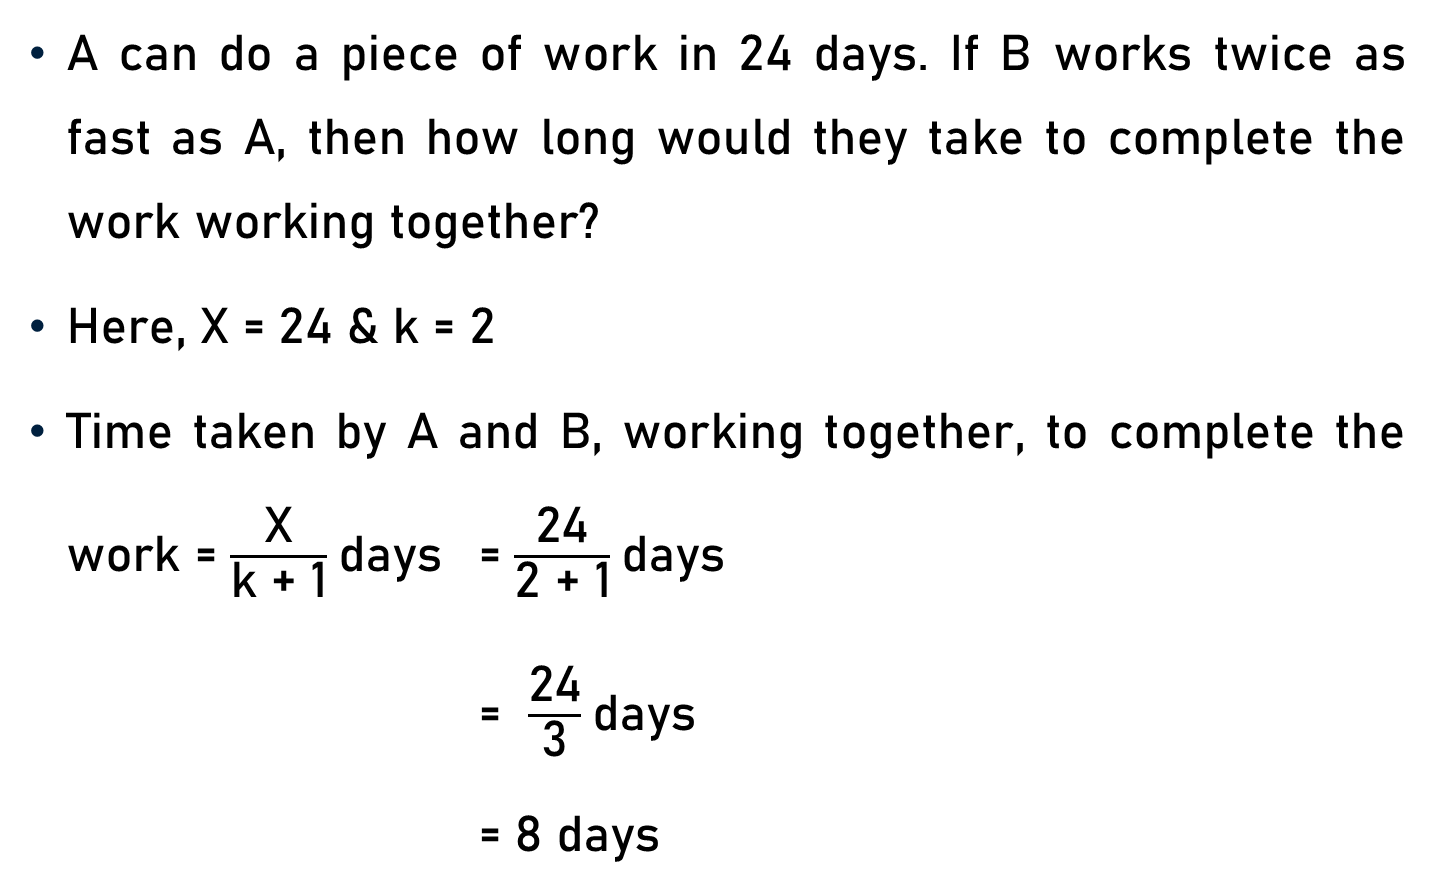 • A can do a piece of work in 24 days. If B works twice as
fast as A, then how long would they take to complete the
work working together?
• Here, X = 24 & k = 2
• Time taken by A and B, working together, to complete the
work = X / k + 1 days = 24 / 2 + 1 days
= 24 / 3 days
= 8 days